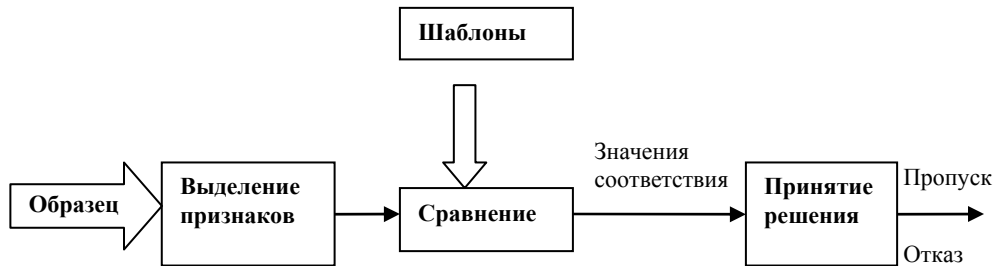 Шаблоны
Образец
Выделение
признаков
Сравнение
Значения
соответствия
Принятие
решения
Пропуск
Отказ